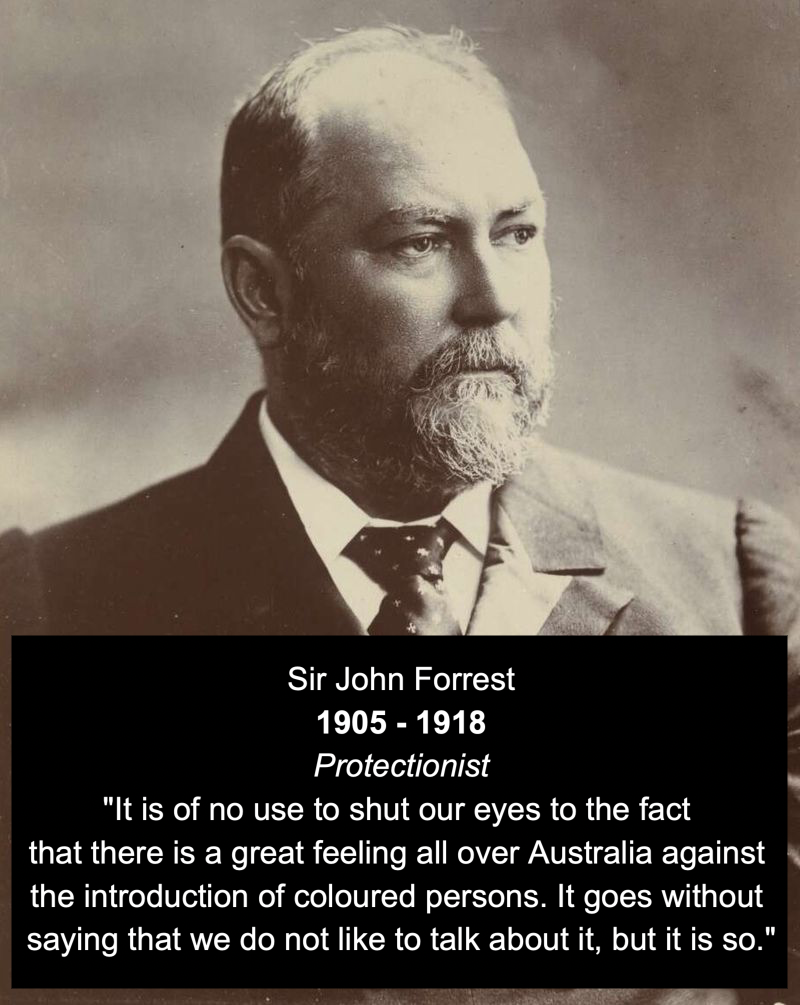 Sir John Forrest
1905 - 1918
Protectionist
"It is of no use to shut our eyes to the fact
that there is a great feeling all over Australia against
the introduction of coloured persons. It goes without
saying that we do not like to talk about it, but it is so."